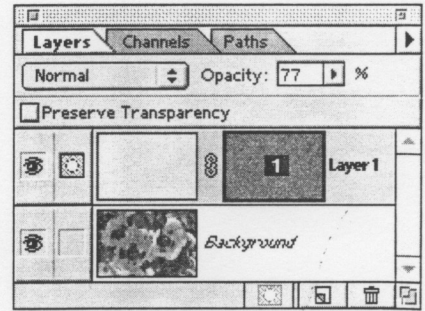 Layers Channels Paths
Normal Opacity: 77 %
Preserve Transparency
1 Layer 1
Background